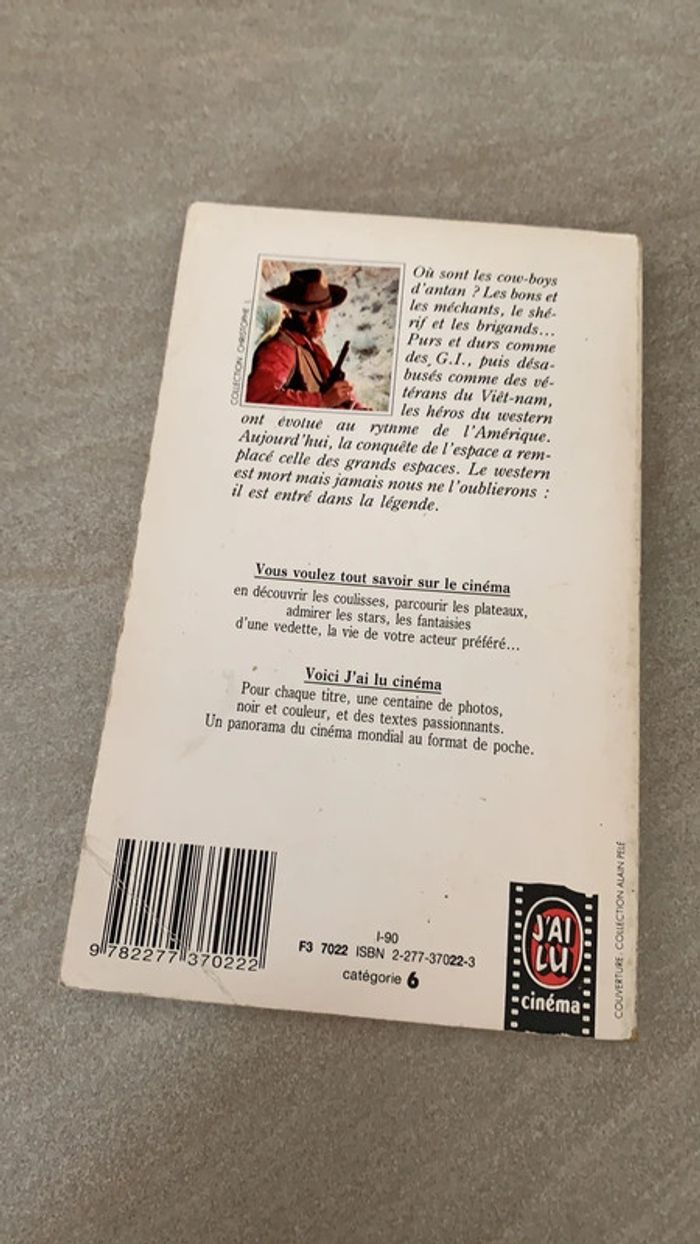 COLLECTION CHRISTOPHE L.
Où sont les cow-boys
d'antan ? Les bons et
les méchants, le shé-
rif et les brigands...
Purs et durs comme
des G.I., puis désa-
busés comme des vé-
térans du Viêt-nam,
les héros du western
ont évolué au rythme de l'Amérique.
Aujourd'hui, la conquête de l'espace a rem-
placé celle des grands espaces. Le western
est mort mais jamais nous ne l'oublierons :
il est entré dans la légende.
Vous voulez tout savoir sur le cinéma
en découvrir les coulisses, parcourir les plateaux,
admirer les stars, les fantaisies
d'une vedette, la vie de votre acteur préféré...
Voici J'ai lu cinéma
Pour chaque titre, une centaine de photos,
noir et couleur, et des textes passionnants.
Un panorama du cinéma mondial au format de poche.
9 782277 370222
I-90
F3 7022 ISBN 2-277-37022-3
catégorie 6
J'AI
LU
cinéma
COUVERTURE : COLLECTION ALAIN PELÉ